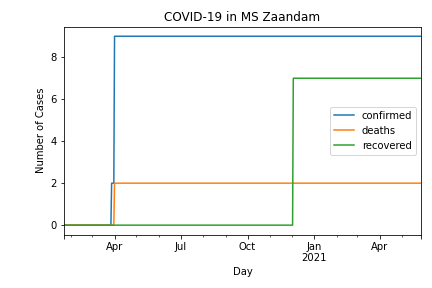 COVID-19 in MS Zaandam
Number of Cases
8
6
4
2
0
confirmed
deaths
recovered
Apr Jul Oct Jan Apr
2021
Day